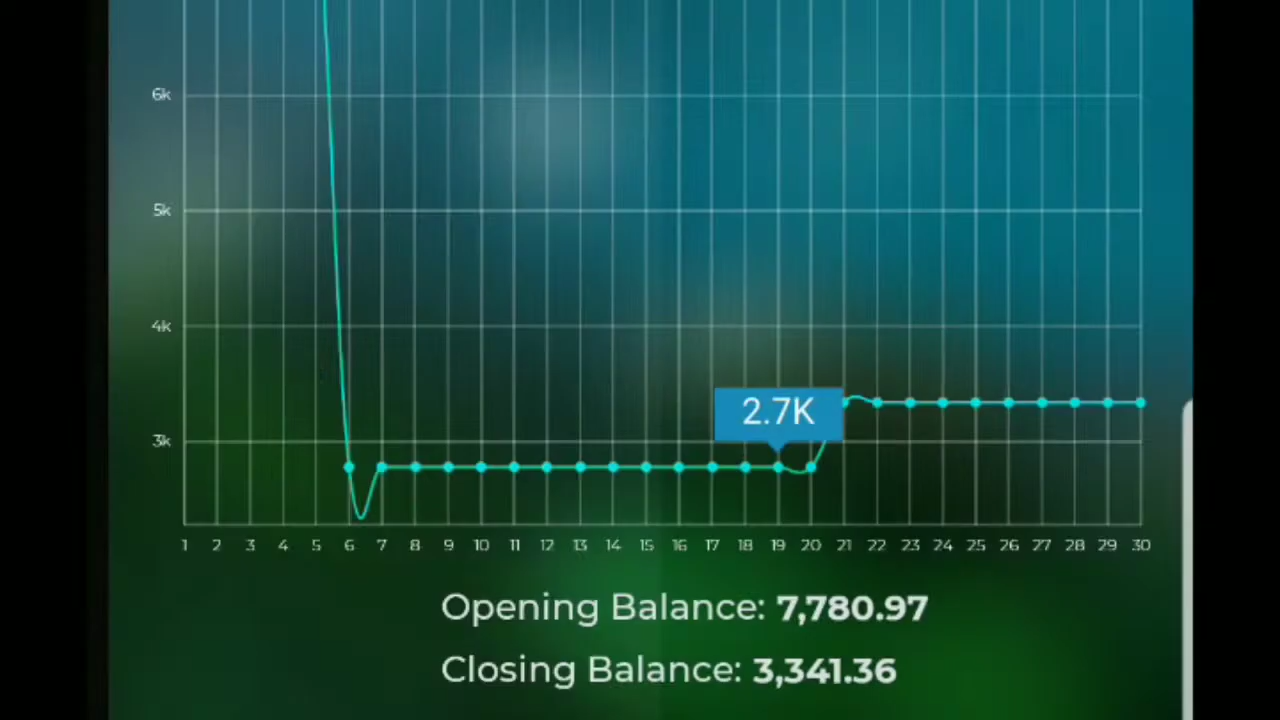 6k
5k
4k
2.7K
3k
1 2 3 4 5 6 7 8 9 10 11 12 13 14 15 16 17 18 19 20 21 22 23 24 25 26 27 28 29 30
Opening Balance: 7,780.97
Closing Balance: 3,341.36